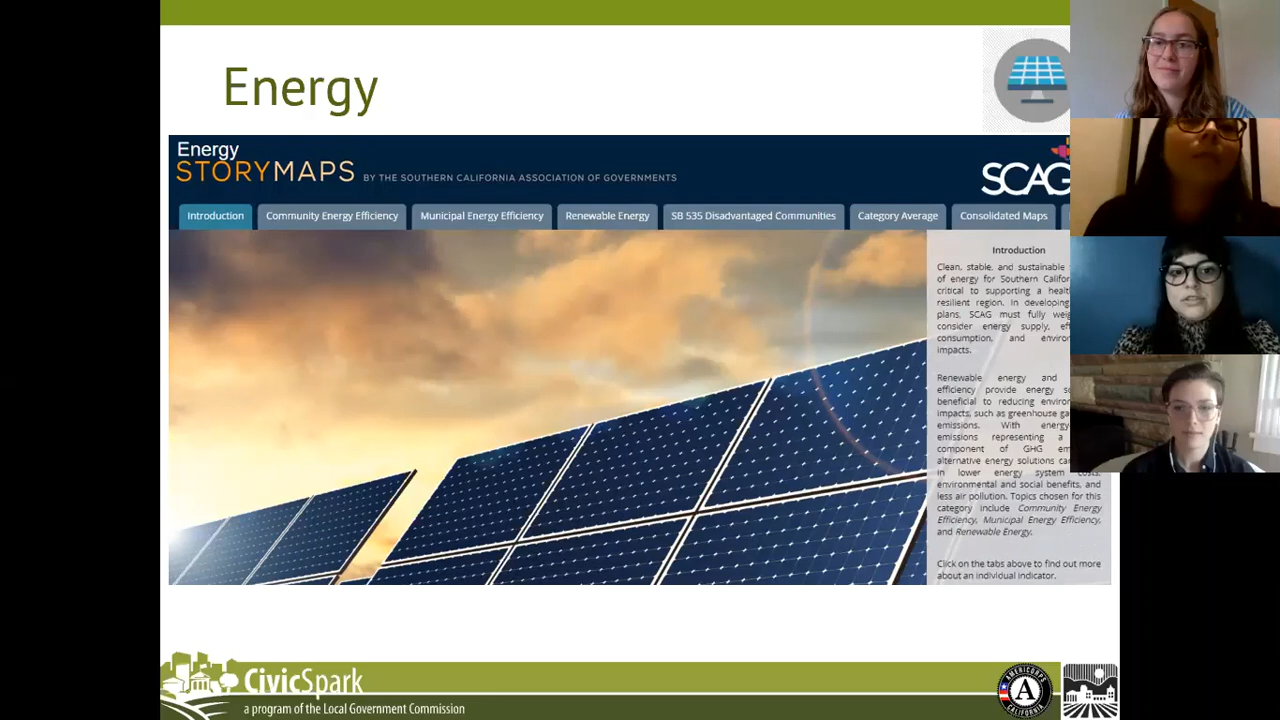 Energy
Energy
STORYMAPS BY THE SOUTHERN CALIFORNIA ASSOCIATION OF GOVERNMENTS
SCAG
Introduction
Community Energy Efficiency
Municipal Energy Efficiency
Renewable Energy
SB 535 Disadvantaged Communities
Category Average
Consolidated Maps
Introduction
Clean, stable, and sustainable
of energy for Southern
critical to supporting a
resilient region. In developing
plans, SCAG must fully
consider energy supply,
consumption, and
impacts.
Renewable energy and
efficiency provide energy
beneficial to reducing
impacts, such as greenhouse
emissions. With
emissions representing a
component of GHG
alternative energy solutions
in lower energy system costs,
environmental and social benefits, and
less air pollution. Topics chosen for this
category include Community Energy
Efficiency, Municipal Energy Efficiency,
and Renewable Energy.
Click on the tabs above to find out more
about an individual indicator.
CivicSpark
a program of the Local Government Commission
AMERICORPS
A
CALIFORNIA